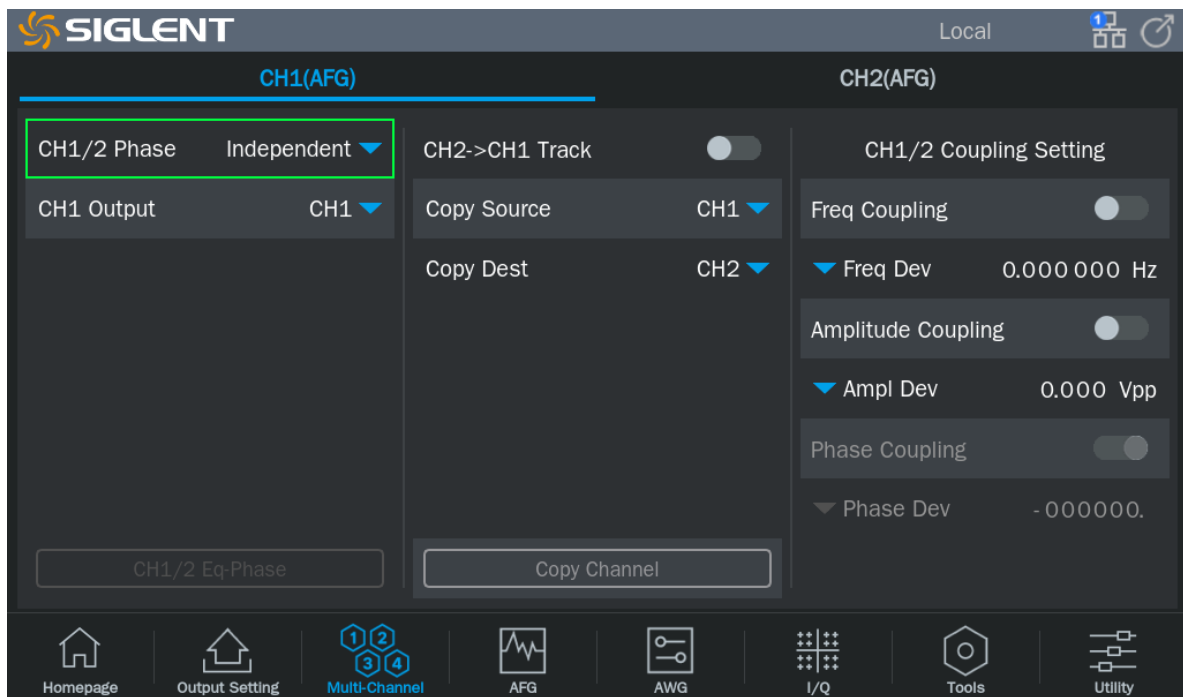 SIGLENT
Local
1
CH1(AFG)
CH2(AFG)
CH1/2 Phase Independent
CH1 Output CH1
CH1/2 Eq-Phase
CH2->CH1 Track
Copy Source CH1
Copy Dest CH2
Copy Channel
CH1/2 Coupling Setting
Freq Coupling
Freq Dev 0.000 000 Hz
Amplitude Coupling
Ampl Dev 0.000 Vpp
Phase Coupling
Phase Dev -000000.
Homepage
Output Setting
1 2
3 4
Multi-Channel
AFG
AWG
I/Q
Tools
Utility